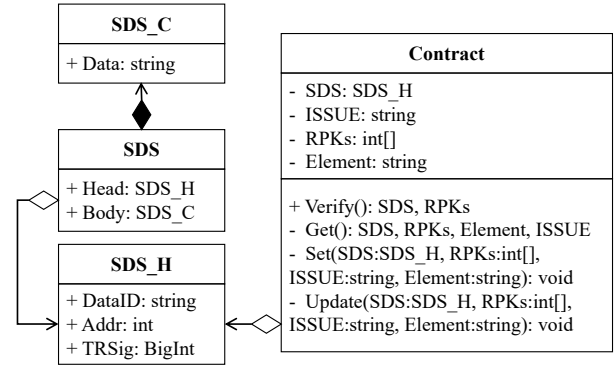 SDS_C
+ Data: string
SDS
+ Head: SDS_H
+ Body: SDS_C
SDS_H
+ DataID: string
+ Addr: int
+ TRSig: BigInt
Contract
- SDS: SDS_H
- ISSUE: string
- RPKs: int[]
- Element: string
+ Verify(): SDS, RPKs
- Get(): SDS, RPKs, Element, ISSUE
- Set(SDS:SDS_H, RPKs:int[],
ISSUE:string, Element:string): void
- Update(SDS:SDS_H, RPKs:int[],
ISSUE:string, Element:string): void